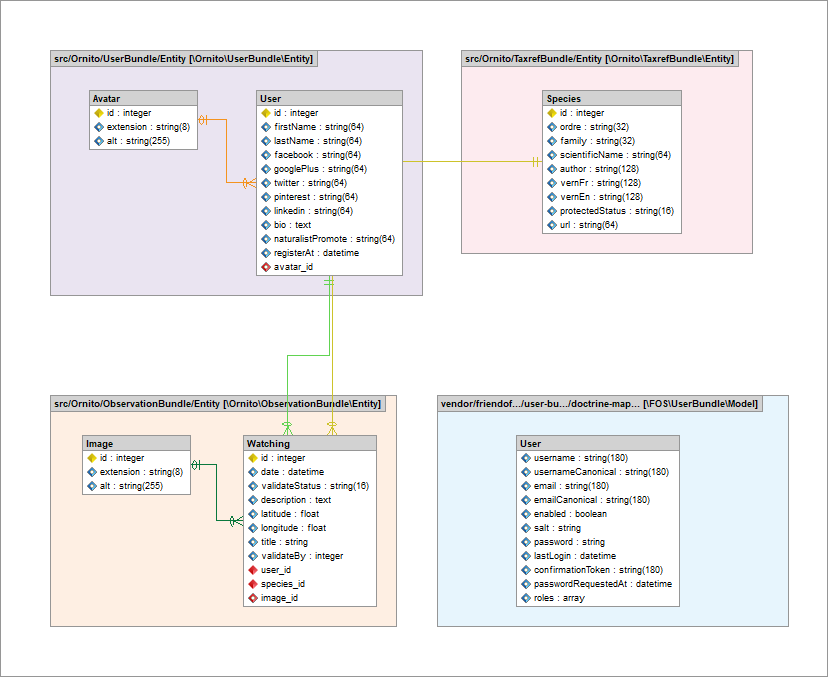 src/Ornito/UserBundle/Entity [\Ornito\UserBundle\Entity]
Avatar
id : integer
extension : string(8)
alt : string(255)
User
id : integer
firstName : string(64)
lastName : string(64)
facebook : string(64)
googlePlus : string(64)
twitter : string(64)
pinterest : string(64)
linkedin : string(64)
bio : text
naturalistPromote : string(64)
registerAt : datetime
avatar_id
src/Ornito/TaxrefBundle/Entity [\Ornito\TaxrefBundle\Entity]
Species
id : integer
ordre : string(32)
family : string(32)
scientificName : string(64)
author : string(128)
vernFr : string(128)
vernEn : string(128)
protectedStatus : string(16)
url : string(64)
src/Ornito/ObservationBundle/Entity [\Ornito\ObservationBundle\Entity]
Image
id : integer
extension : string(8)
alt : string(255)
Watching
id : integer
date : datetime
validateStatus : string(16)
description : text
latitude : float
longitude : float
title : string
validateBy : integer
user_id
species_id
image_id
vendor/friendof.../user-bu.../doctrine-map... [\FOS\UserBundle\Model]
User
username : string(180)
usernameCanonical : string(180)
email : string(180)
emailCanonical : string(180)
enabled : boolean
salt : string
password : string
lastLogin : datetime
confirmationToken : string(180)
passwordRequestedAt : datetime
roles : array